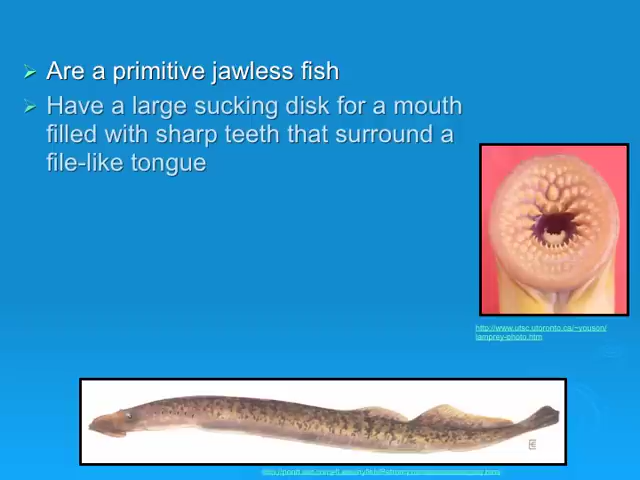 Are a primitive jawless fish
Have a large sucking disk for a mouth
filled with sharp teeth that surround a
file-like tongue
http://www.utsc.utoronto.ca/~youson/
lamprey-photo.htm